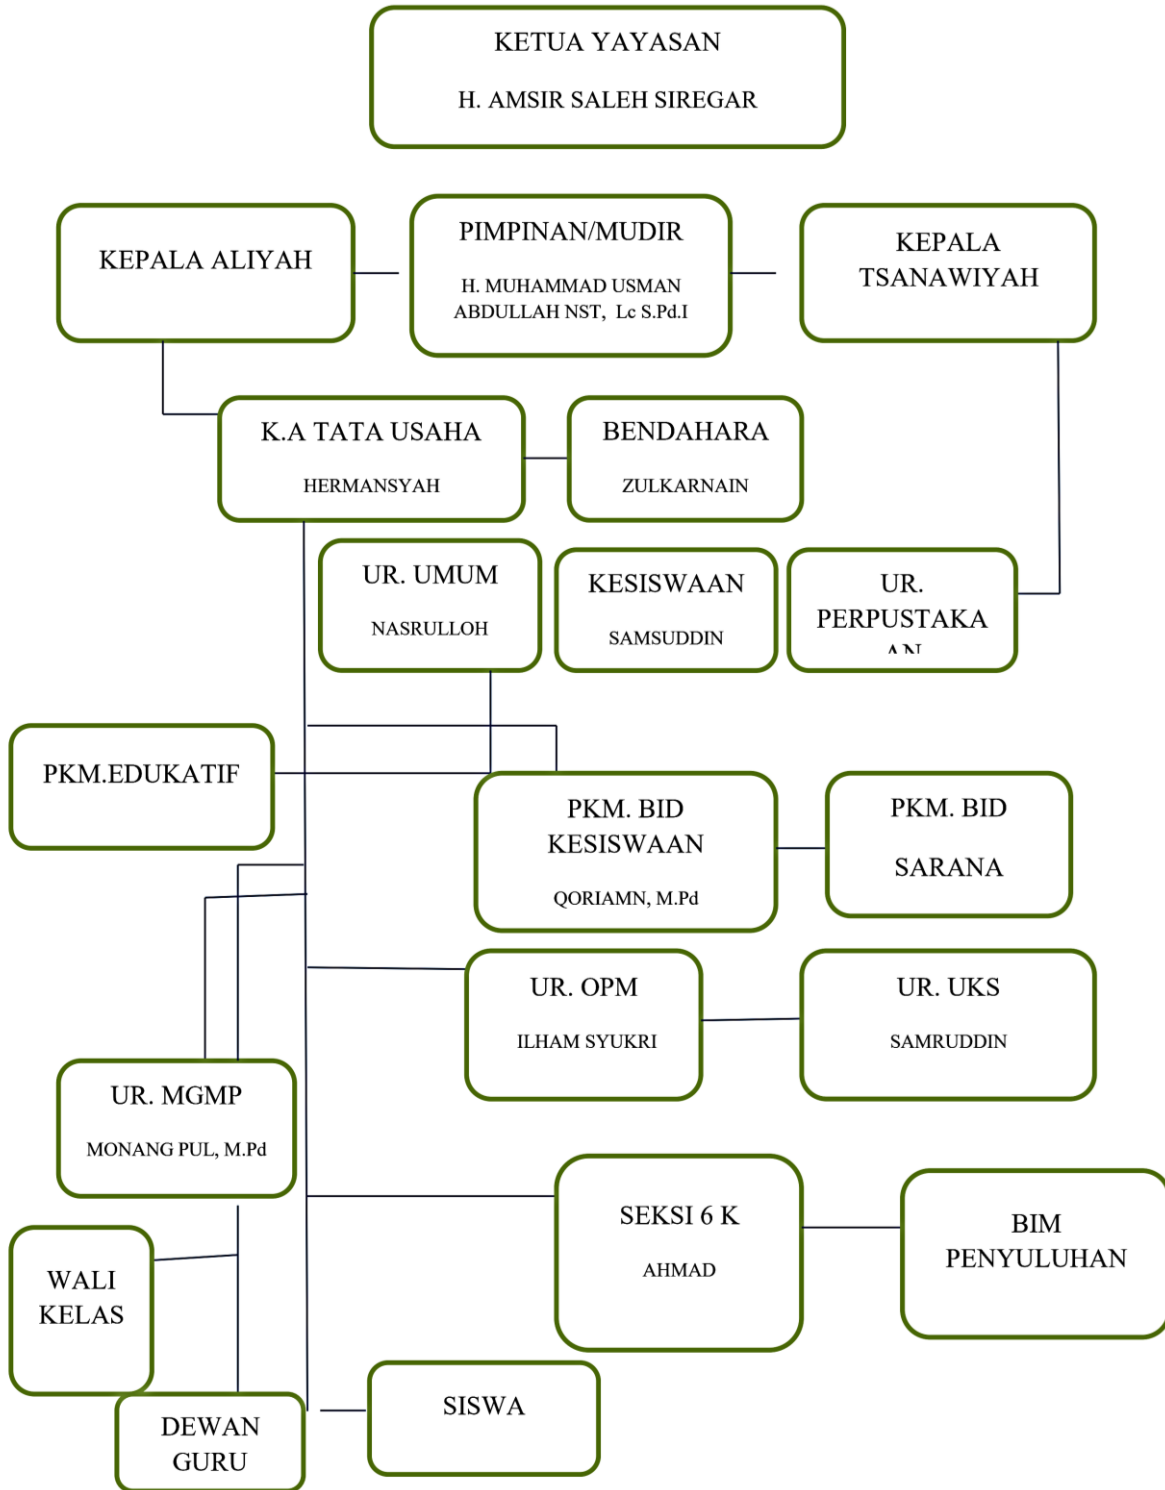 KETUA YAYASAN
H. AMSIR SALEH SIREGAR
KEPALA ALIYAH
PIMPINAN/MUDIR
H. MUHAMMAD USMAN
ABDULLAH NST, Lc S.Pd.I
KEPALA
TSANAWIYAH
K.A TATA USAHA
HERMANSYAH
BENDAHARA
ZULKARNAIN
UR. UMUM
NASRULLOH
KESISWAAN
SAMSUDDIN
UR.
PERPUSTAKA
AN
PKM.EDUKATIF
PKM. BID
KESISWAAN
QORIAMN, M.Pd
PKM. BID
SARANA
UR. OPM
ILHAM SYUKRI
UR. UKS
SAMRUDDIN
UR. MGMP
MONANG PUL, M.Pd
SEKSI 6 K
AHMAD
BIM
PENYULUHAN
WALI
KELAS
DEWAN
GURU
SISWA